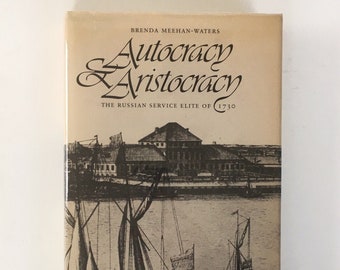 BRENDA MEEHAN-WATERS
Autocracy
& Aristocracy
THE RUSSIAN SERVICE ELITE OF 1730